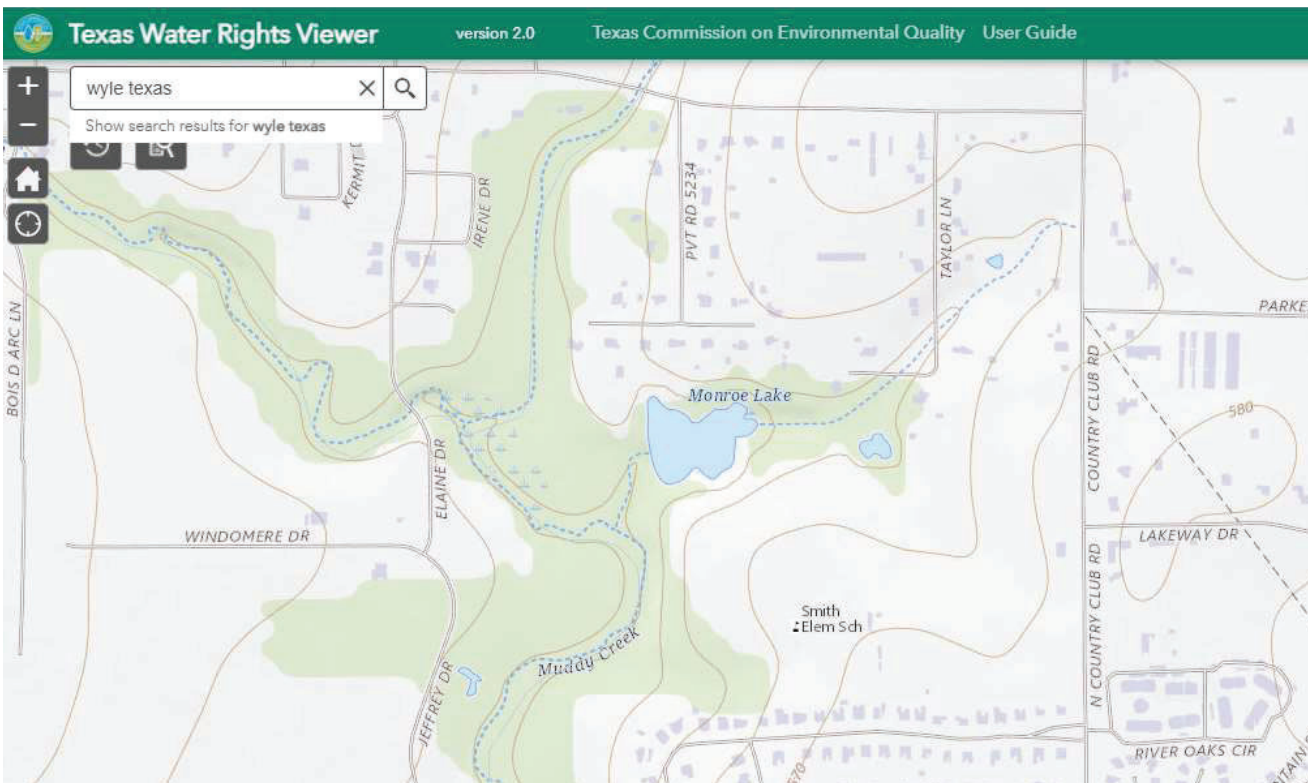 Texas Water Rights Viewer
version 2.0
Texas Commission on Environmental Quality
User Guide
+
wyle texas
Show search results for wyle texas
−
KERMIT D
IRENE DR
PVT RD 5234
TAYLOR LN
PARKE
BOIS D ARC LN
Monroe Lake
COUNTRY CLUB RD
580
ELAINE DR
WINDOMERE DR
LAKEWAY DR
N COUNTRY CLUB RD
Smith
Elem Sch
Muddy Creek
JEFFREY DR
RIVER OAKS CIR
570
NTAIN